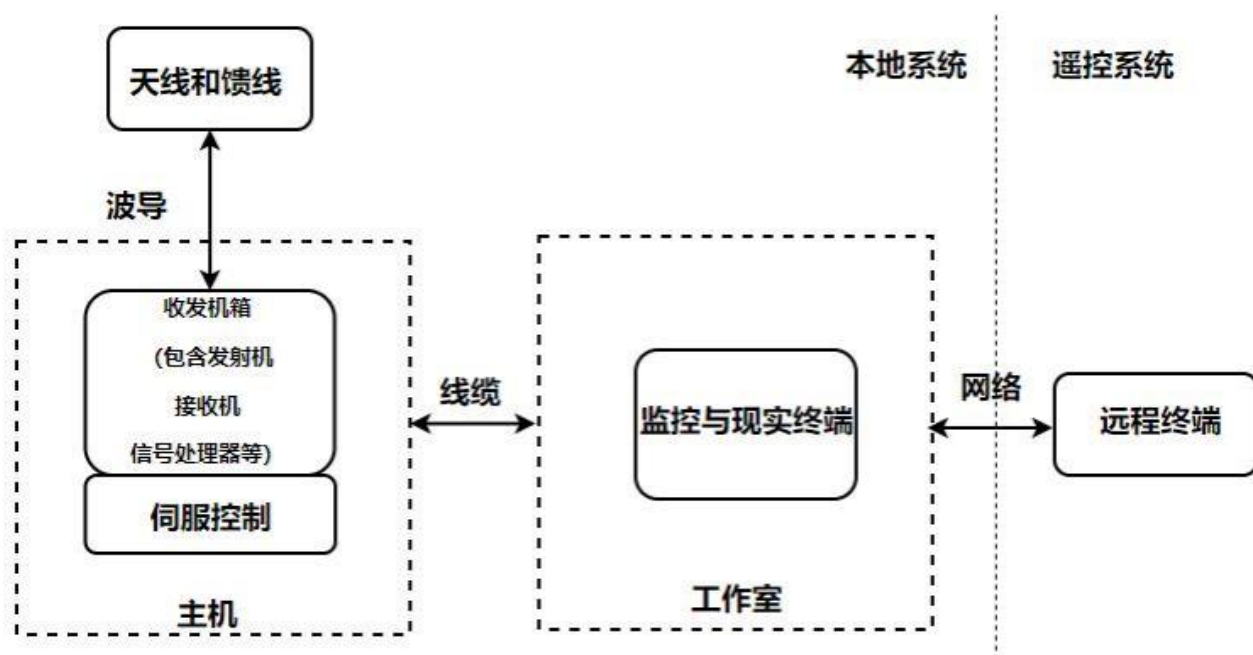 天线和馈线
本地系统
遥控系统
波导
收发机箱
(包含发射机
接收机
信号处理器等)
伺服控制
主机
线缆
监控与现实终端
工作室
网络
远程终端